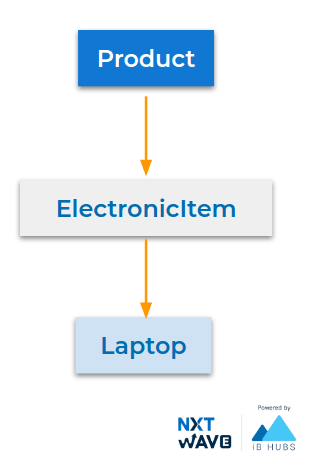 Product
ElectronicItem
Laptop
Powered by
NXT
WAVE
iB HUBS